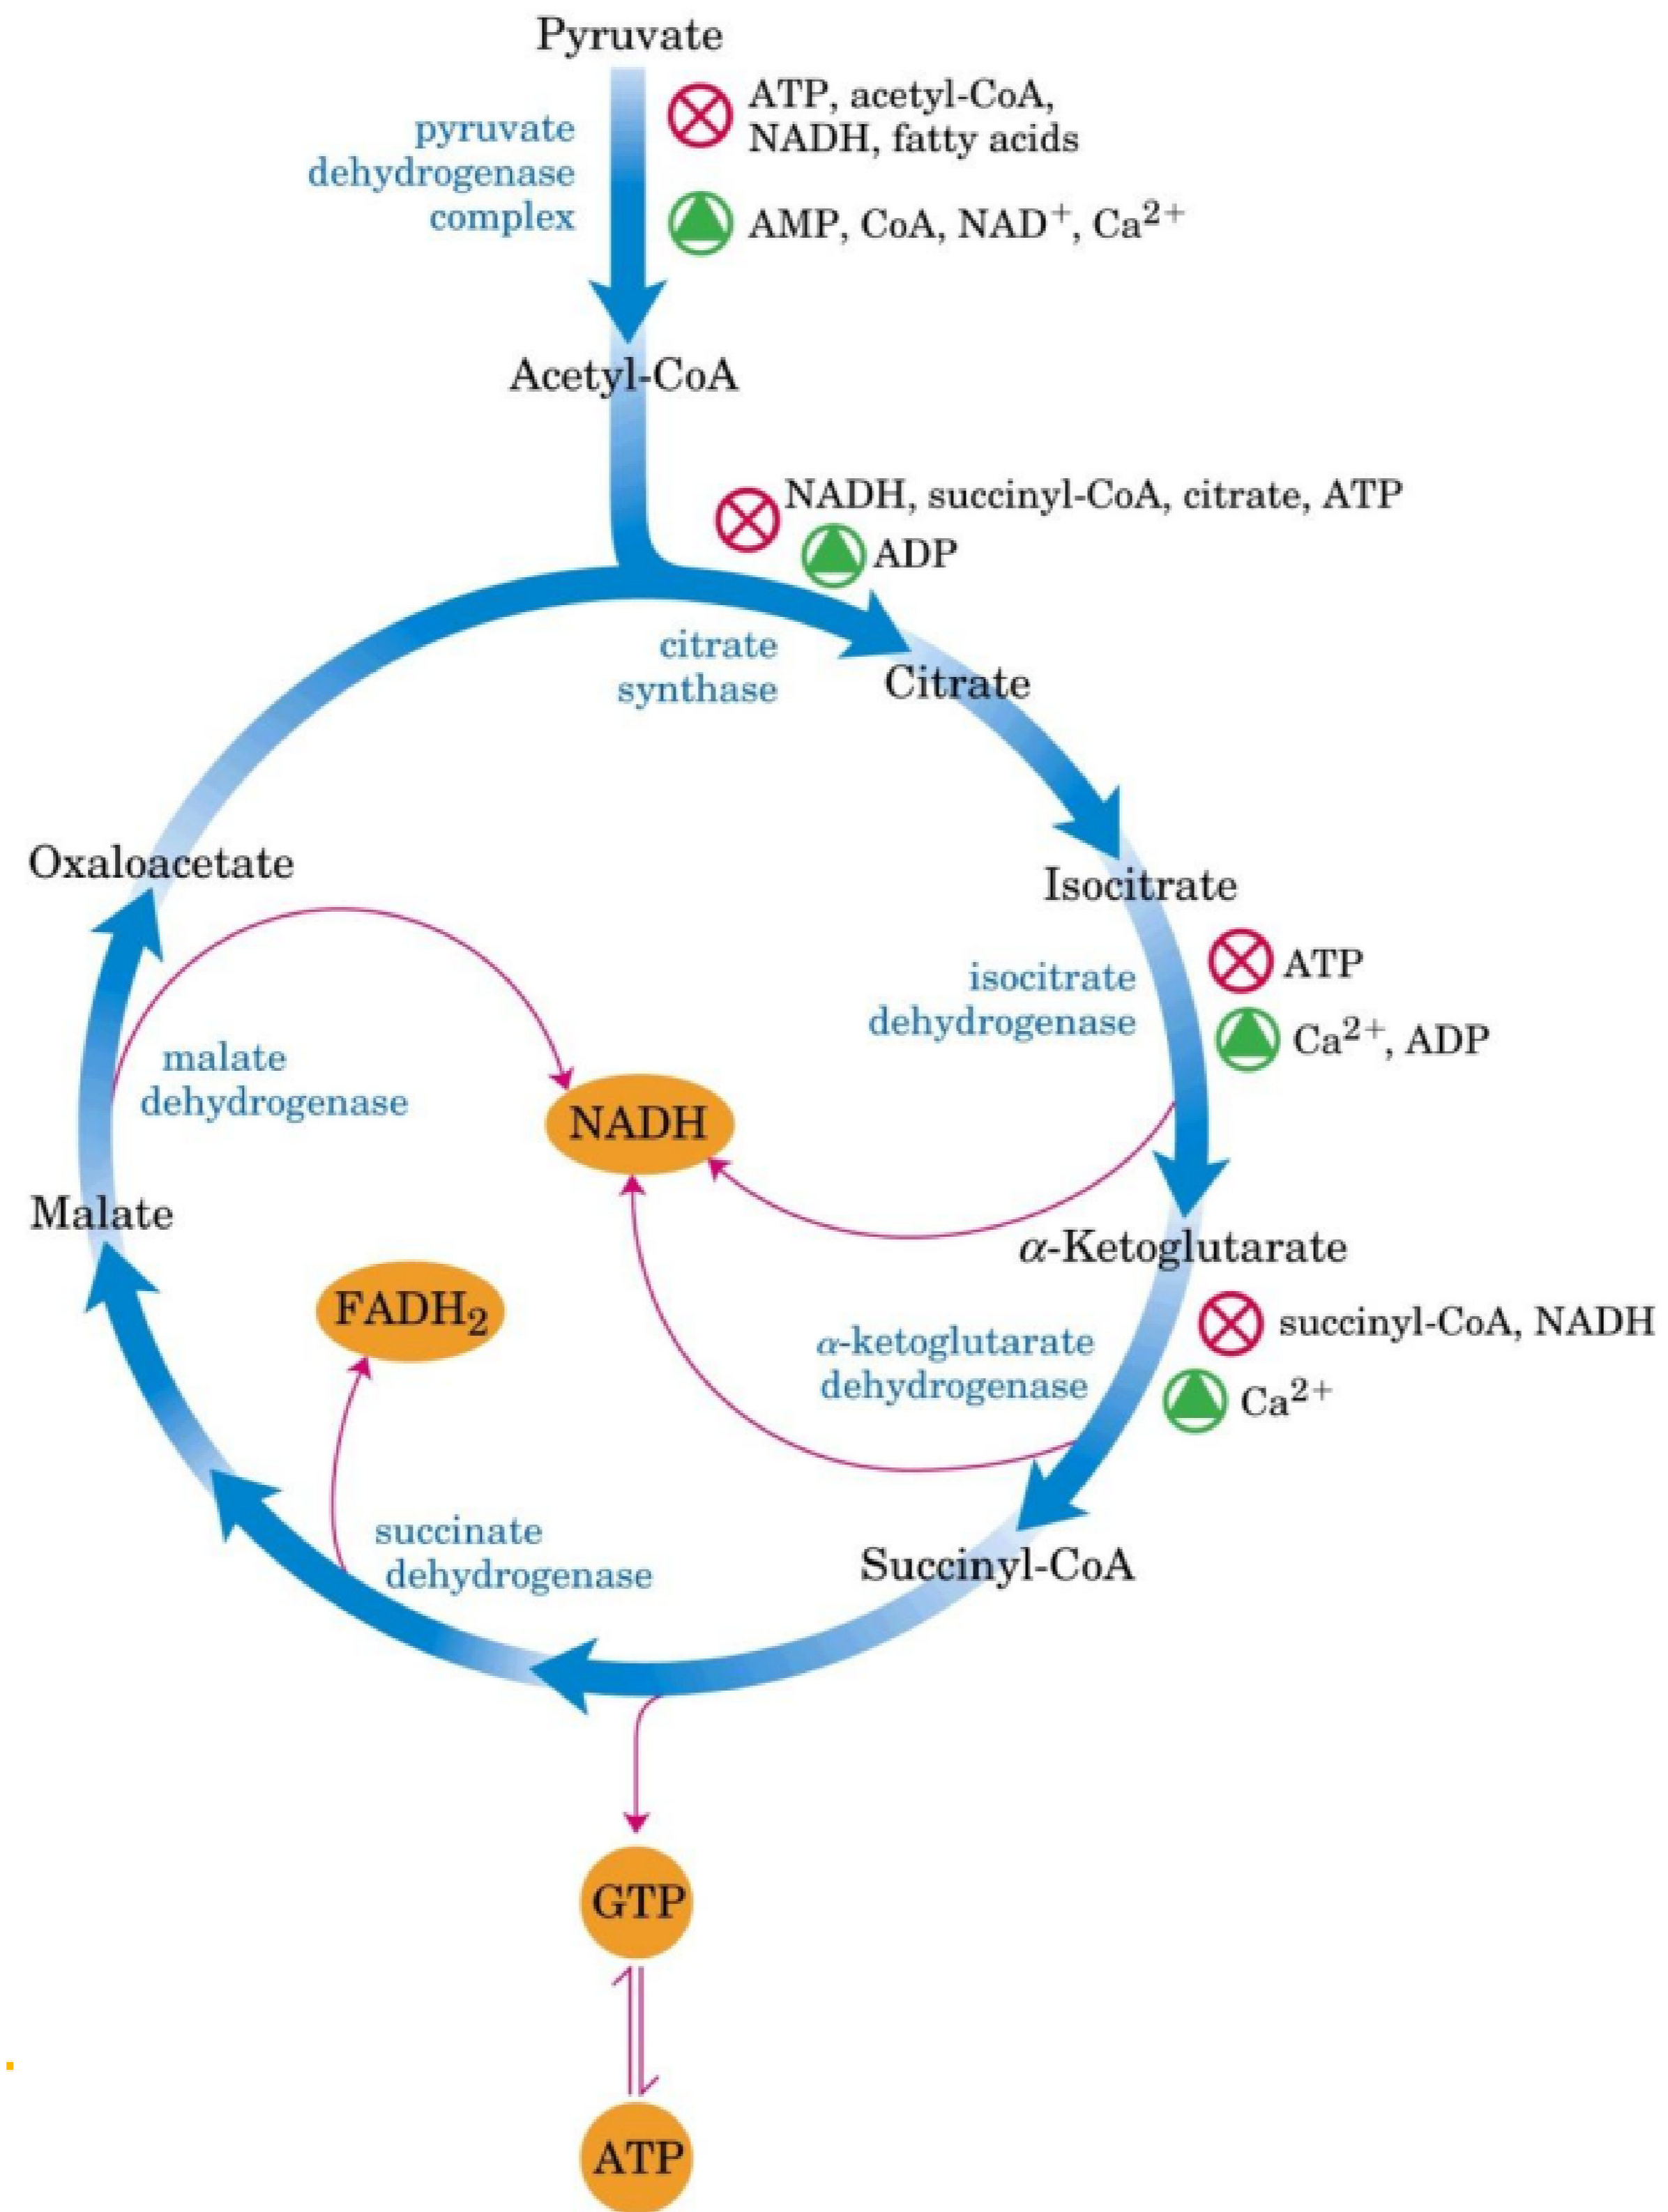 Pyruvate
ATP, acetyl-CoA,
NADH, fatty acids
pyruvate
dehydrogenase
complex
AMP, CoA, NAD⁺, Ca²⁺
Acetyl-CoA
NADH, succinyl-CoA, citrate, ATP
ADP
citrate
synthase
Citrate
Oxaloacetate
Isocitrate
isocitrate
dehydrogenase
ATP
Ca²⁺, ADP
malate
dehydrogenase
NADH
Malate
α-Ketoglutarate
FADH₂
succinyl-CoA, NADH
α-ketoglutarate
dehydrogenase
Ca²⁺
succinate
dehydrogenase
Succinyl-CoA
GTP
ATP